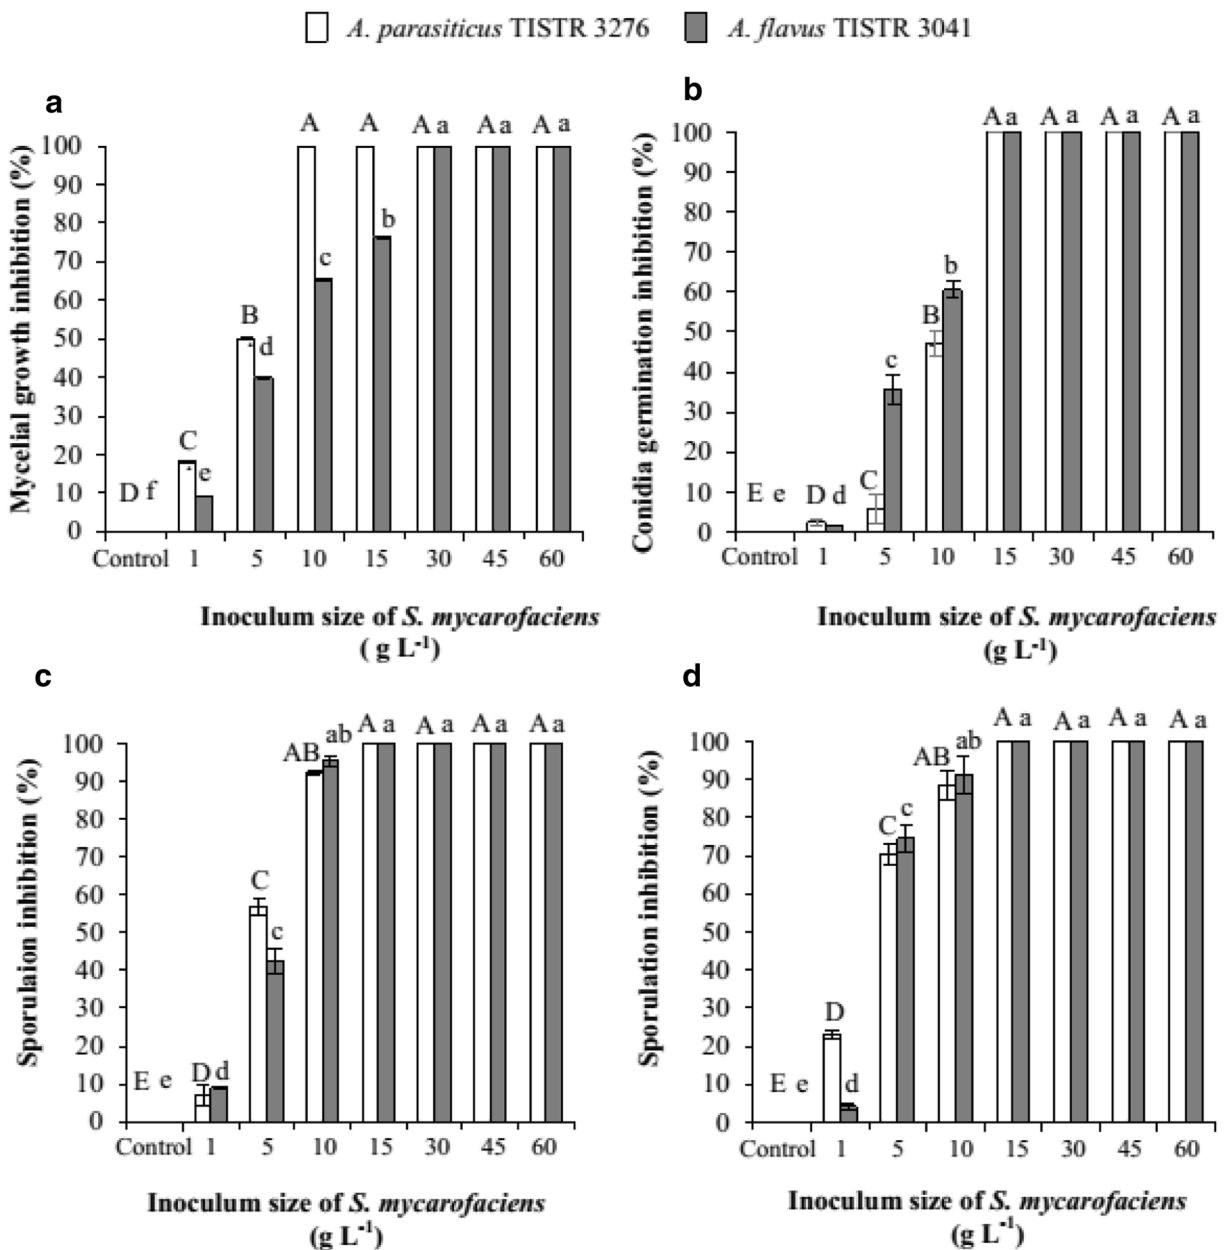 A. parasiticus TISTR 3276 A. flavus TISTR 3041
a
Mycelial growth inhibition (%)
100
90
80
70
60
50
40
30
20
10
0
D f
C e
B d
A c
A b
A a
A a
A a
Control 1 5 10 15 30 45 60
Inoculum size of S. mycarofaciens
( g L-1)
b
Conidia germination inhibition (%)
100
90
80
70
60
50
40
30
20
10
0
E e
D d
C c
B b
A a
A a
A a
A a
Control 1 5 10 15 30 45 60
Inoculum size of S. mycarofaciens
(g L-1)
c
Sporulaion inhibition (%)
100
90
80
70
60
50
40
30
20
10
0
E e
D d
C c
AB ab
A a
A a
A a
A a
Control 1 5 10 15 30 45 60
Inoculum size of S. mycarofaciens
(g L-1)
d
Sporulation inhibition (%)
100
90
80
70
60
50
40
30
20
10
0
E e
D d
C c
AB ab
A a
A a
A a
A a
Control 1 5 10 15 30 45 60
Inoculum size of S. mycarofaciens
(g L-1)